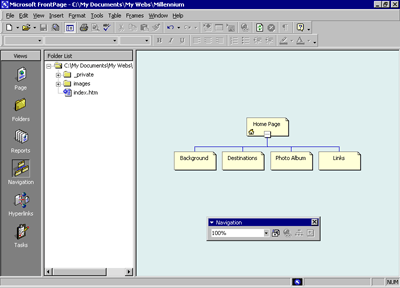 Microsoft FrontPage - C:\My Documents\My Webs\Millennium
File Edit View Insert Format Tools Table Frames Window Help
Views
Folder List
Page
Folders
Reports
Navigation
Hyperlinks
Tasks
C:\My Documents\My Webs
_private
images
index.htm
Home Page
Background
Destinations
Photo Album
Links
Navigation
100%
NUM